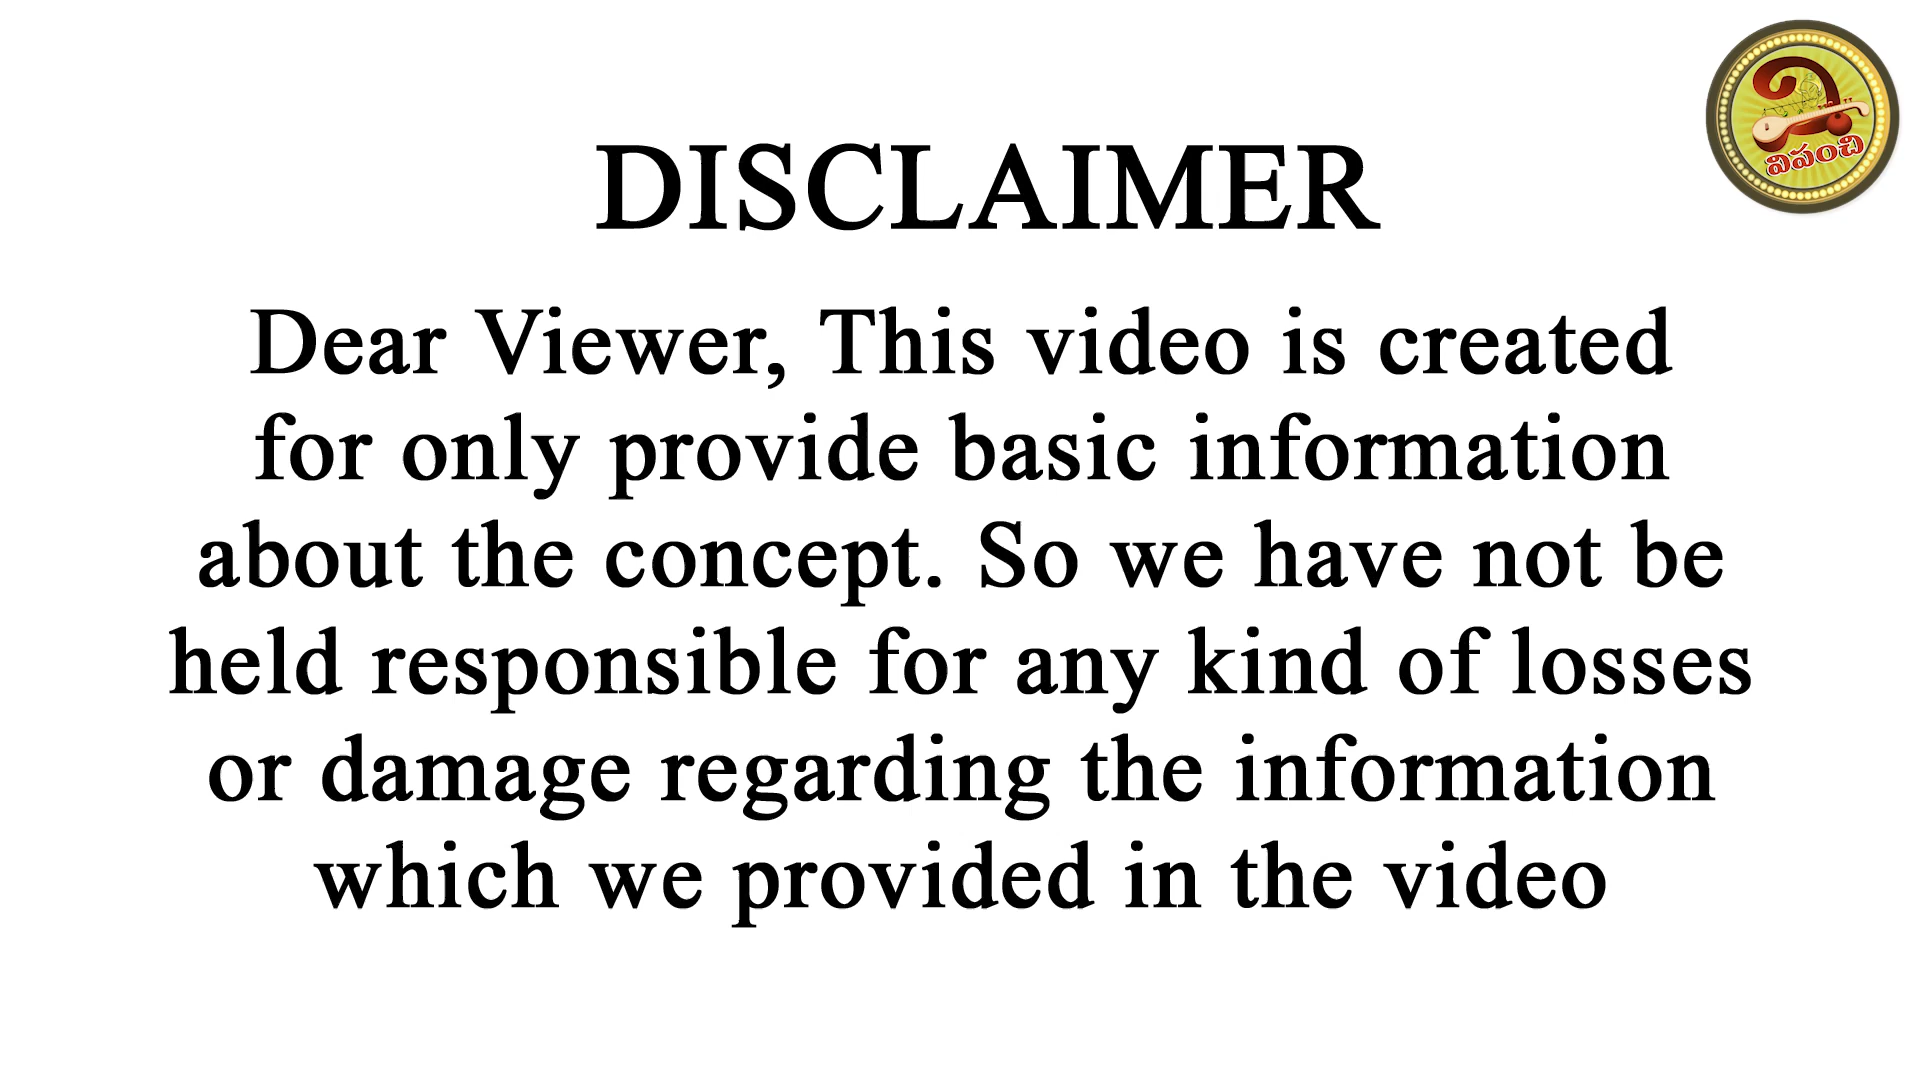 విపంచి
DISCLAIMER
Dear Viewer, This video is created
for only provide basic information
about the concept. So we have not be
held responsible for any kind of losses
or damage regarding the information
which we provided in the video